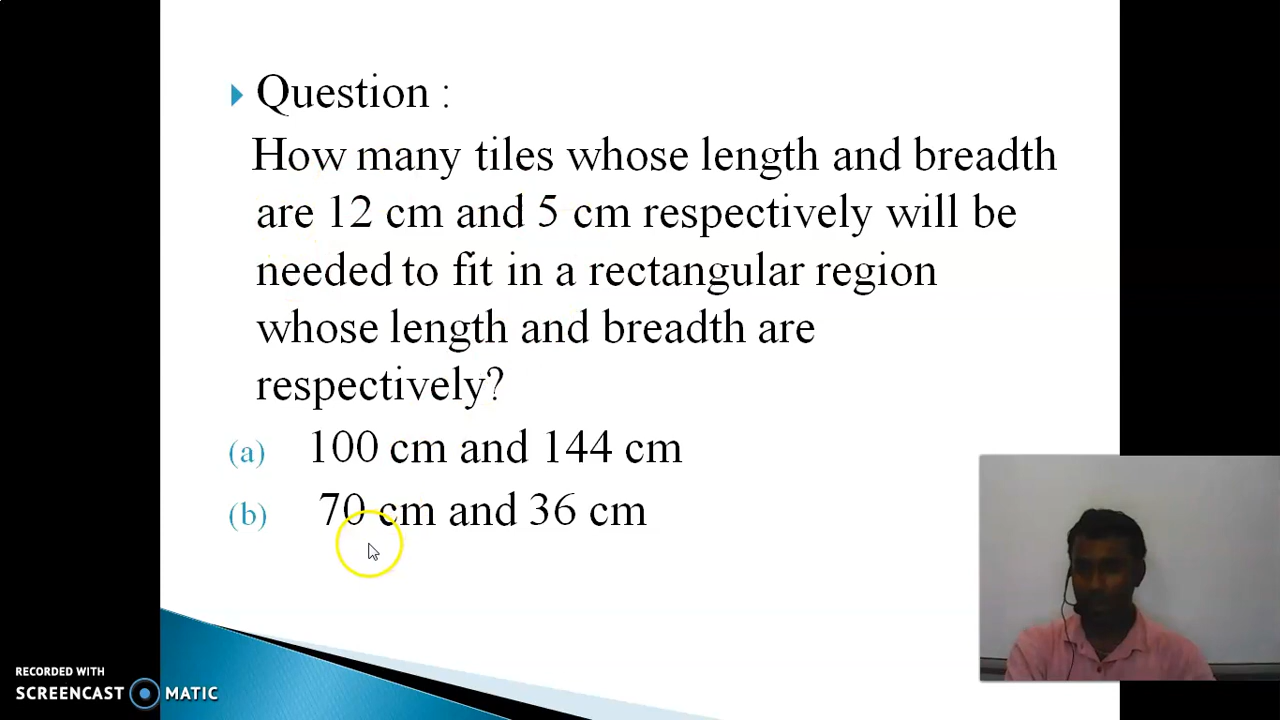 Question :
How many tiles whose length and breadth
are 12 cm and 5 cm respectively will be
needed to fit in a rectangular region
whose length and breadth are
respectively?
(a) 100 cm and 144 cm
(b) 70 cm and 36 cm
RECORDED WITH
SCREENCAST MATIC